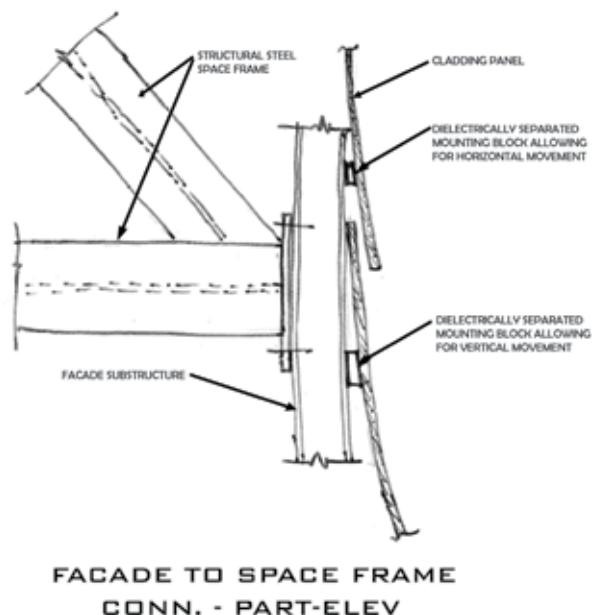 STRUCTURAL STEEL
SPACE FRAME
CLADDING PANEL
DIELECTRICALLY SEPARATED
MOUNTING BLOCK ALLOWING
FOR HORIZONTAL MOVEMENT
DIELECTRICALLY SEPARATED
MOUNTING BLOCK ALLOWING
FOR VERTICAL MOVEMENT
FACADE SUBSTRUCTURE
FACADE TO SPACE FRAME
CONN. - PART-ELEV